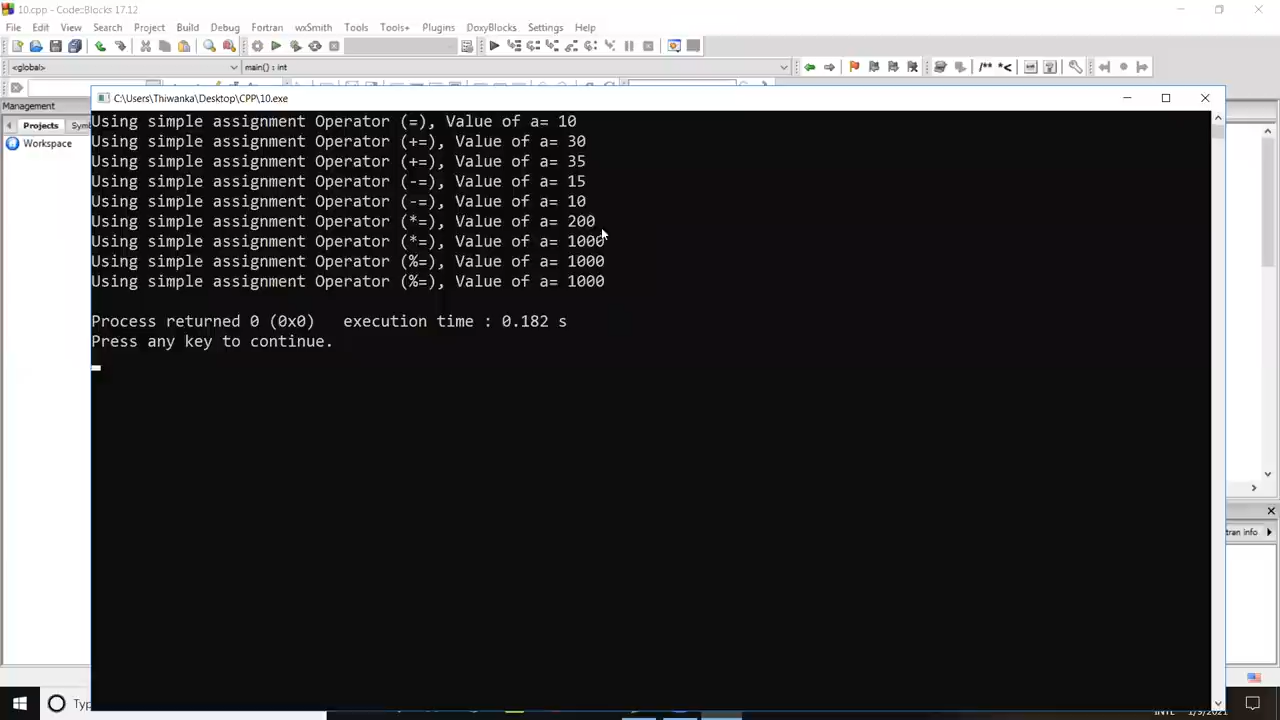 10.cpp - Code::Blocks 17.12
File Edit View Search Project Build Debug Fortran wxSmith Tools Tools+ Plugins DoxyBlocks Settings Help
<global> main() : int
/** *<
Management
Projects
Workspace
C:\Users\Thiwanka\Desktop\CPP\10.exe
Using simple assignment Operator (=), Value of a= 10
Using simple assignment Operator (+=), Value of a= 30
Using simple assignment Operator (+=), Value of a= 35
Using simple assignment Operator (-=), Value of a= 15
Using simple assignment Operator (-=), Value of a= 10
Using simple assignment Operator (*=), Value of a= 200
Using simple assignment Operator (*=), Value of a= 1000
Using simple assignment Operator (%=), Value of a= 1000
Using simple assignment Operator (%=), Value of a= 1000
Process returned 0 (0x0) execution time : 0.182 s
Press any key to continue.
tran info